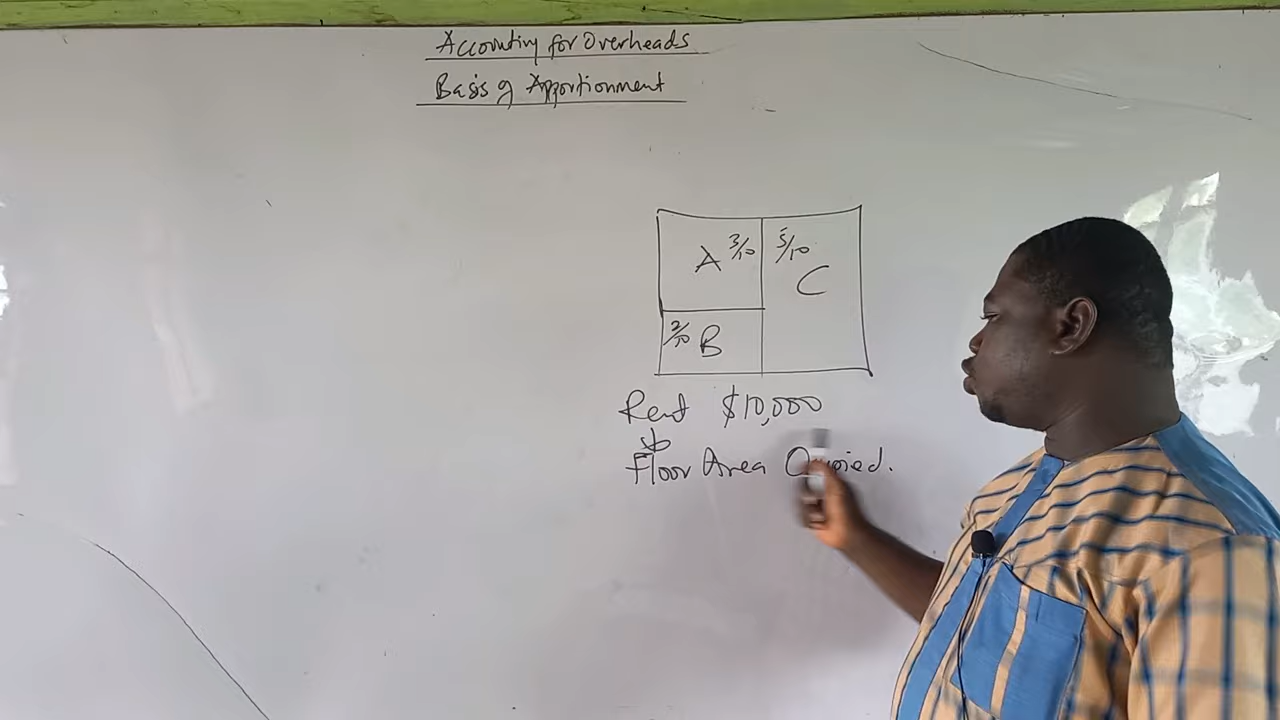 Accounting for Overheads
Basis of Apportionment
A 3/10
5/10
C
2/10 B
Rent $10,000
Floor Area